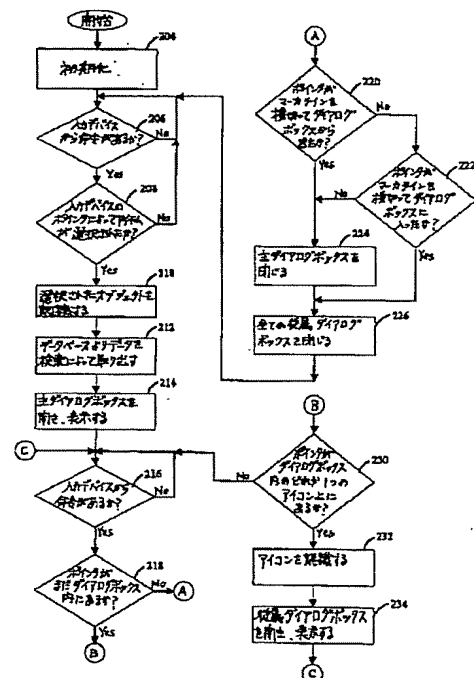 開始
204
初期化
206
入力デバイス
から信号があるか?
No
Yes
208
入力デバイスの
ポインタによってアイテム
が選択されたか?
No
Yes
210
選択されたオブジェクトを
認識する
212
データベースよりデータを
検索によって取り出す
214
主ダイアログボックスを
開き、表示する
C
216
入力デバイスから
信号があるか?
No
Yes
218
ポインタが
まだダイアログボックス
内にあるか?
No
A
Yes
B
A
220
ポインタが
マーカラインを
横切ってダイアログ
ボックスから
出たか?
No
Yes
222
ポインタが
マーカラインを
横切ってダイアログ
ボックスに
入ったか?
No
Yes
224
主ダイアログボックスを
閉じる
226
全ての従属ダイアログ
ボックスを閉じる
B
230
ポインタが
ダイアログボックス
内のどれか1つの
アイコン上に
あるか?
No
Yes
232
アイコンを認識する
234
従属ダイアログボックス
を開き、表示する
C